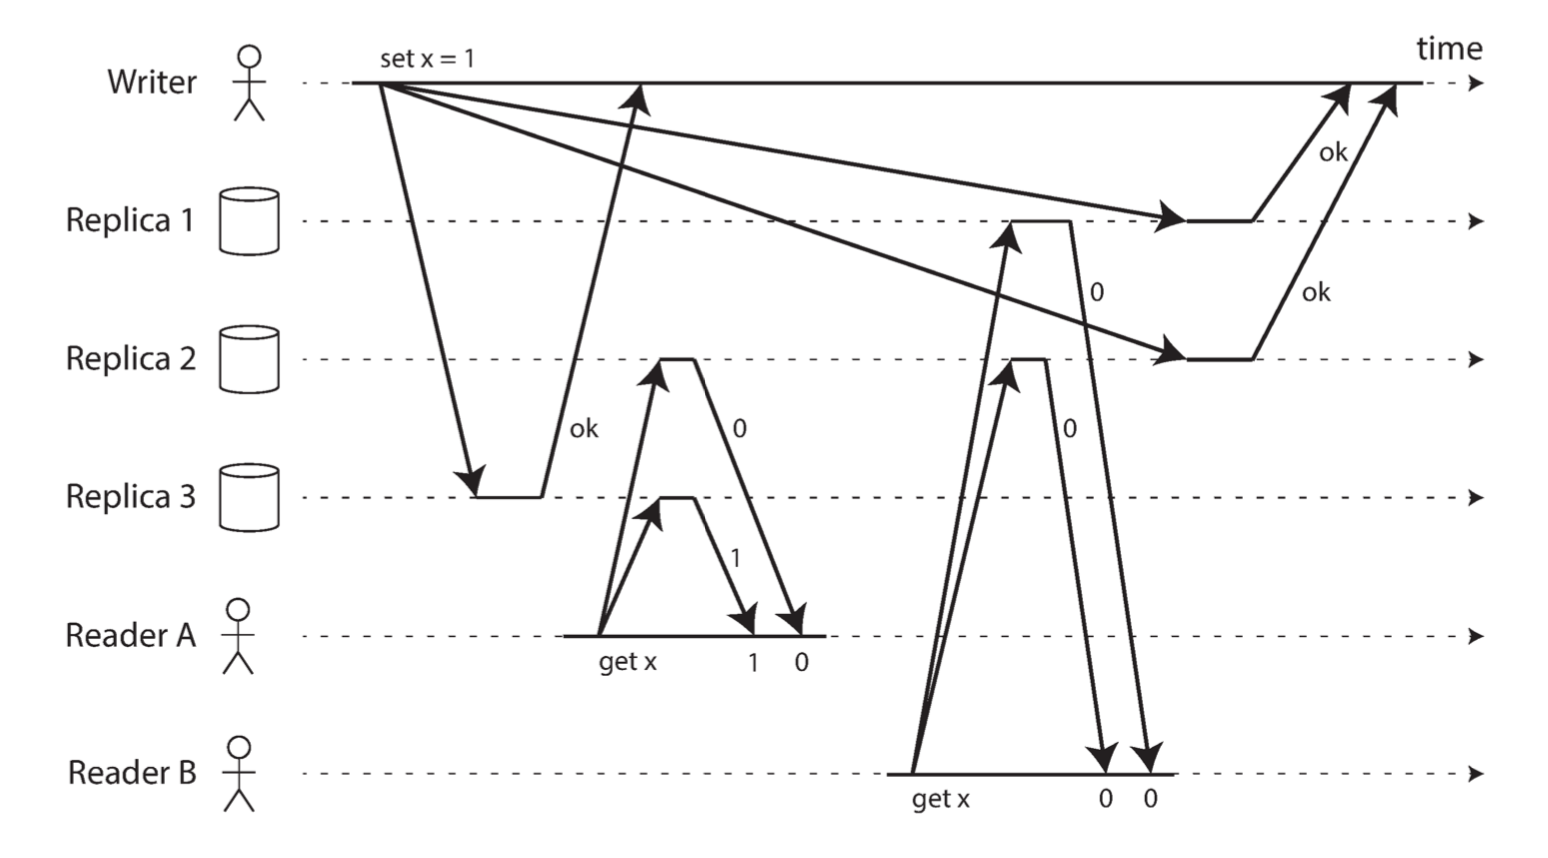 set x = 1
time
Writer
ok
Replica 1
0
ok
Replica 2
ok
0
0
Replica 3
1
Reader A
get x
1
0
Reader B
get x
0
0